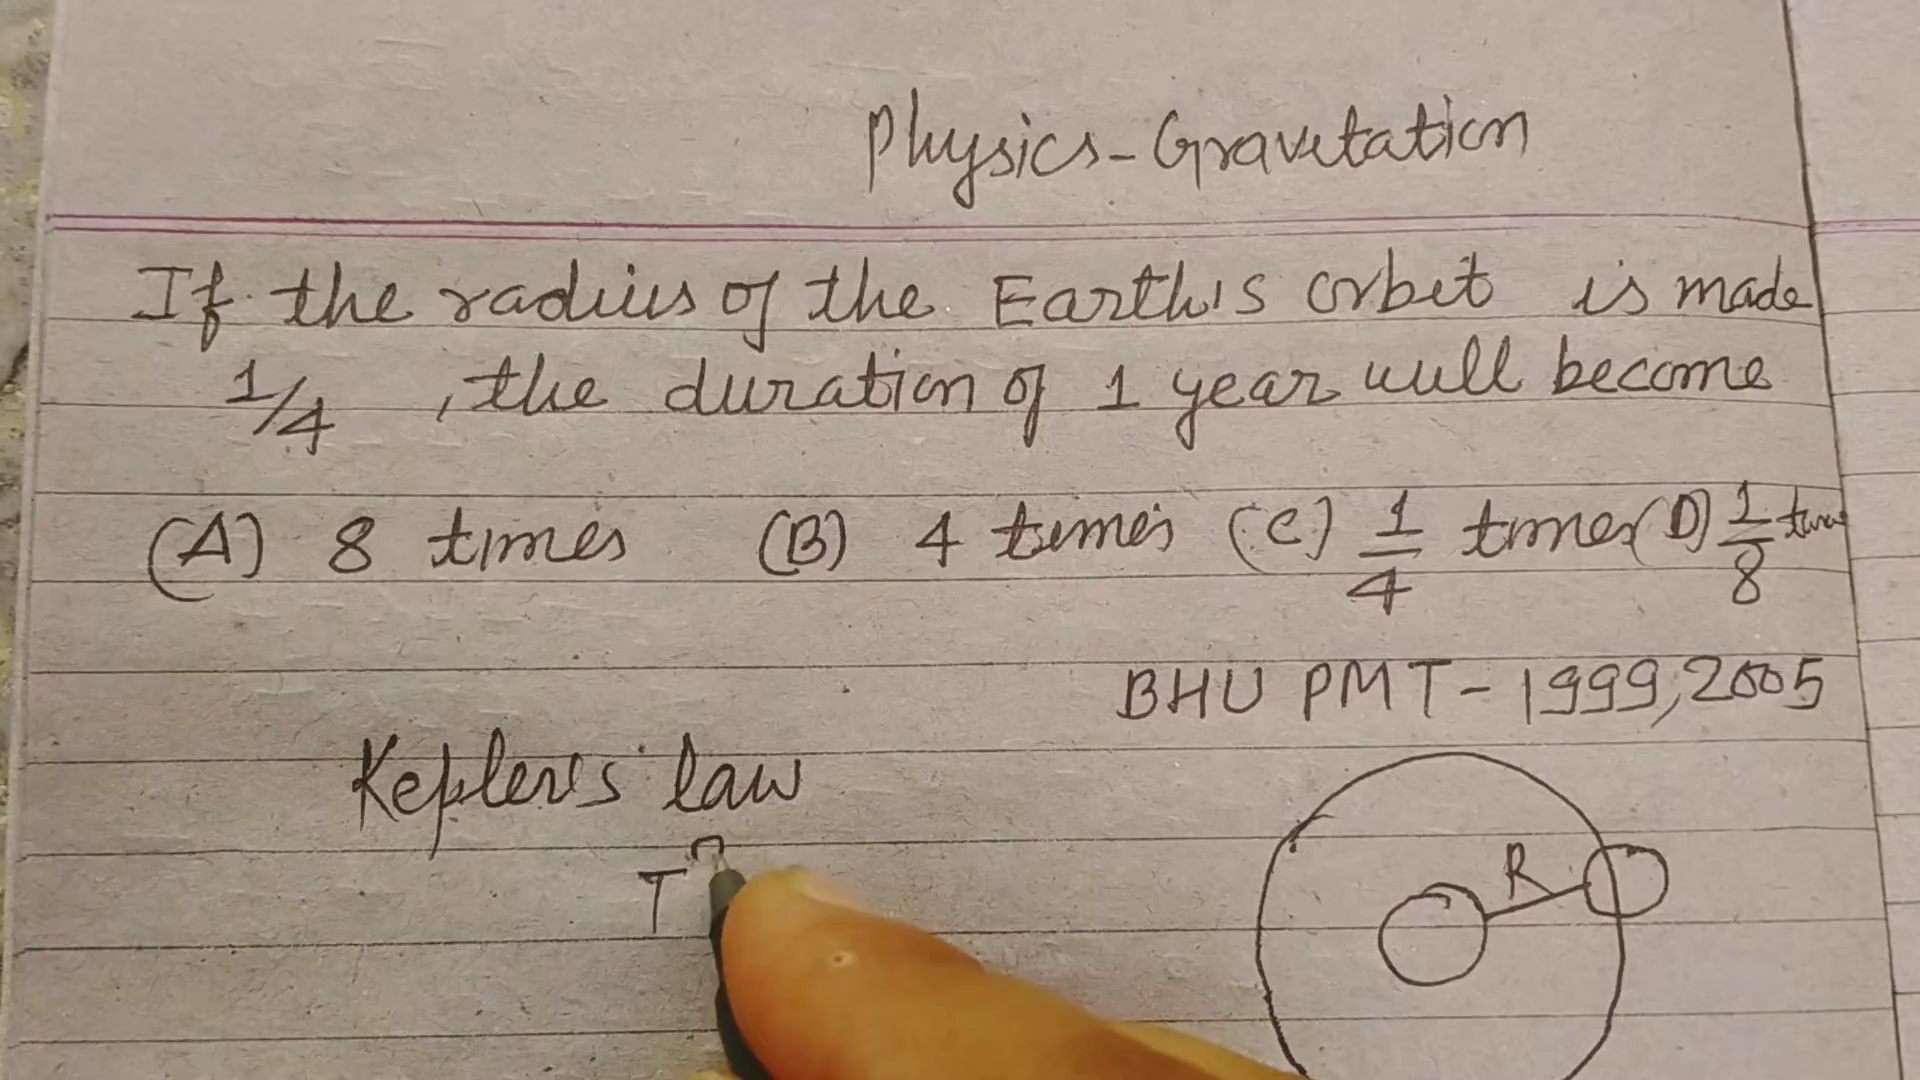 Physics - Gravitation
If the radius of the Earth's orbit is made
1/4 , the duration of 1 year will become
(A) 8 times (B) 4 times (C) 1/4 times (D) 1/8 times
BHU PMT - 1999, 2005
Kepler's law
R
T